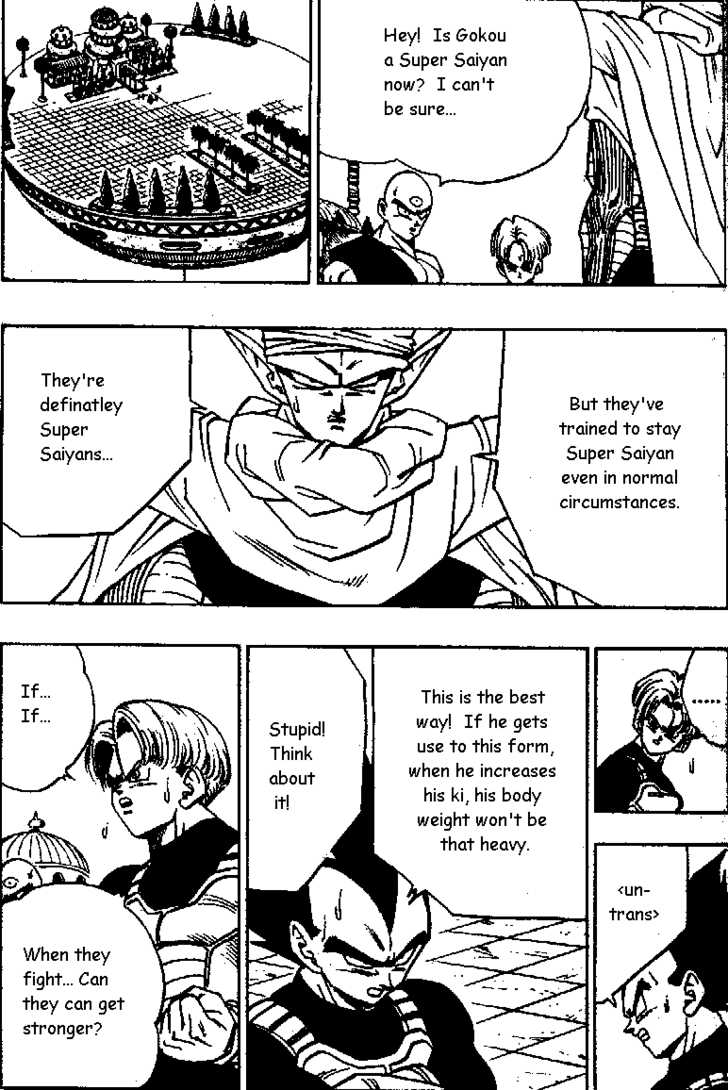 Hey! Is Gokou
a Super Saiyan
now? I can't
be sure...
They're
definatley
Super
Saiyans...
But they've
trained to stay
Super Saiyan
even in normal
circumstances.
If...
If...
When they
fight... Can
they can get
stronger?
Stupid!
Think
about
it!
This is the best
way! If he gets
use to this form,
when he increases
his ki, his body
weight won't be
that heavy.
......
<un-
trans>